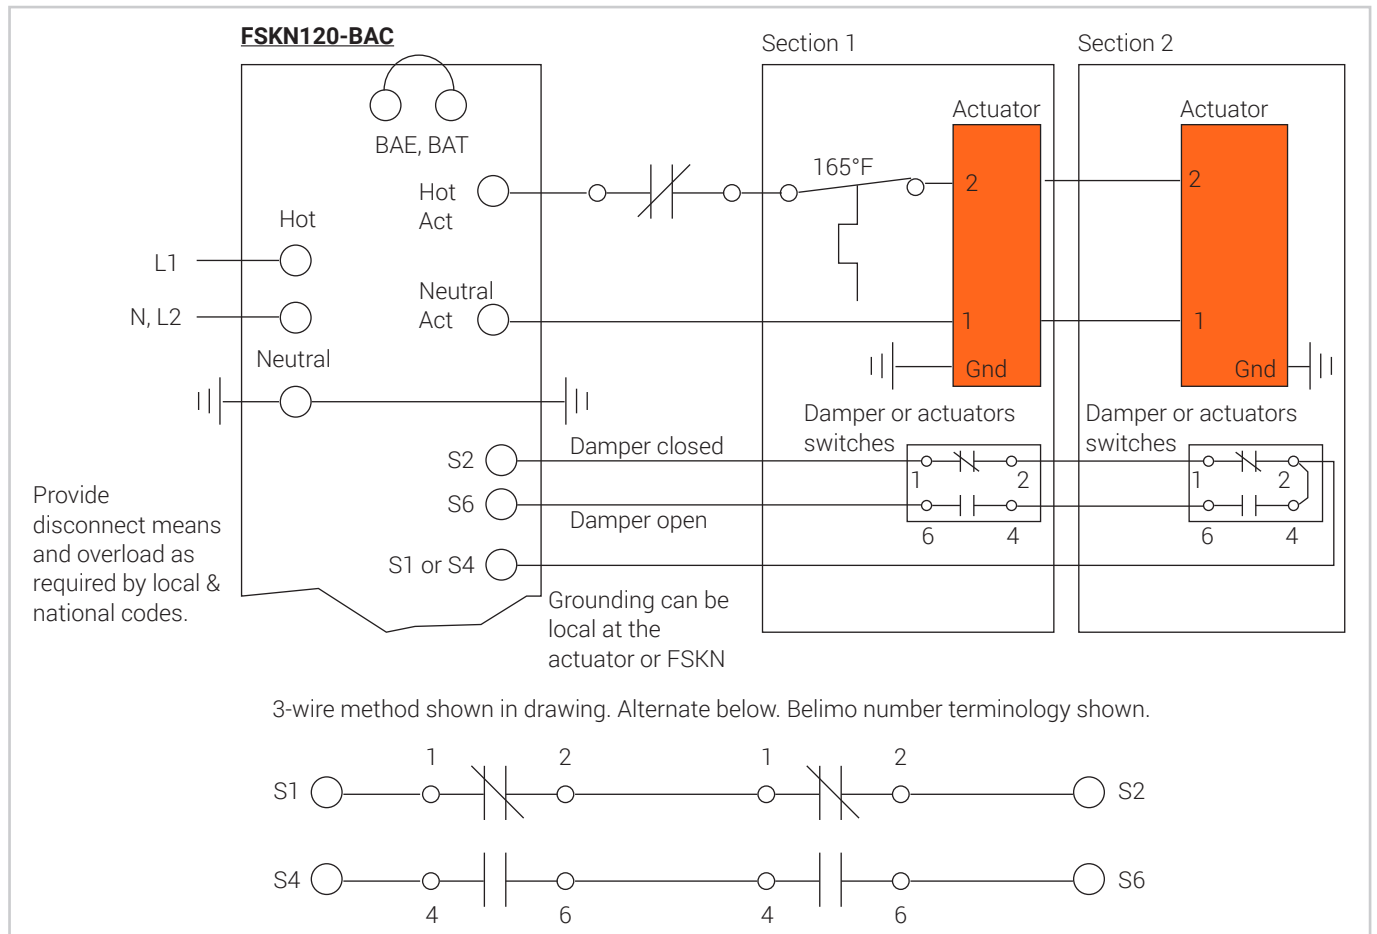 FSKN120-BAC
Section 1
Section 2
BAE, BAT
Actuator
Actuator
165°F
Hot
Act
2
2
Hot
L1
Neutral
Act
N, L2
1
1
Neutral
Gnd
Gnd
Damper or actuators
switches
Damper or actuators
switches
S2
Damper closed
1
2
1
2
S6
Damper open
6
4
6
4
S1 or S4
Provide
disconnect means
and overload as
required by local &
national codes.
Grounding can be
local at the
actuator or FSKN
3-wire method shown in drawing. Alternate below. Belimo number terminology shown.
1
2
1
2
S1
S2
S4
S6
4
6
4
6